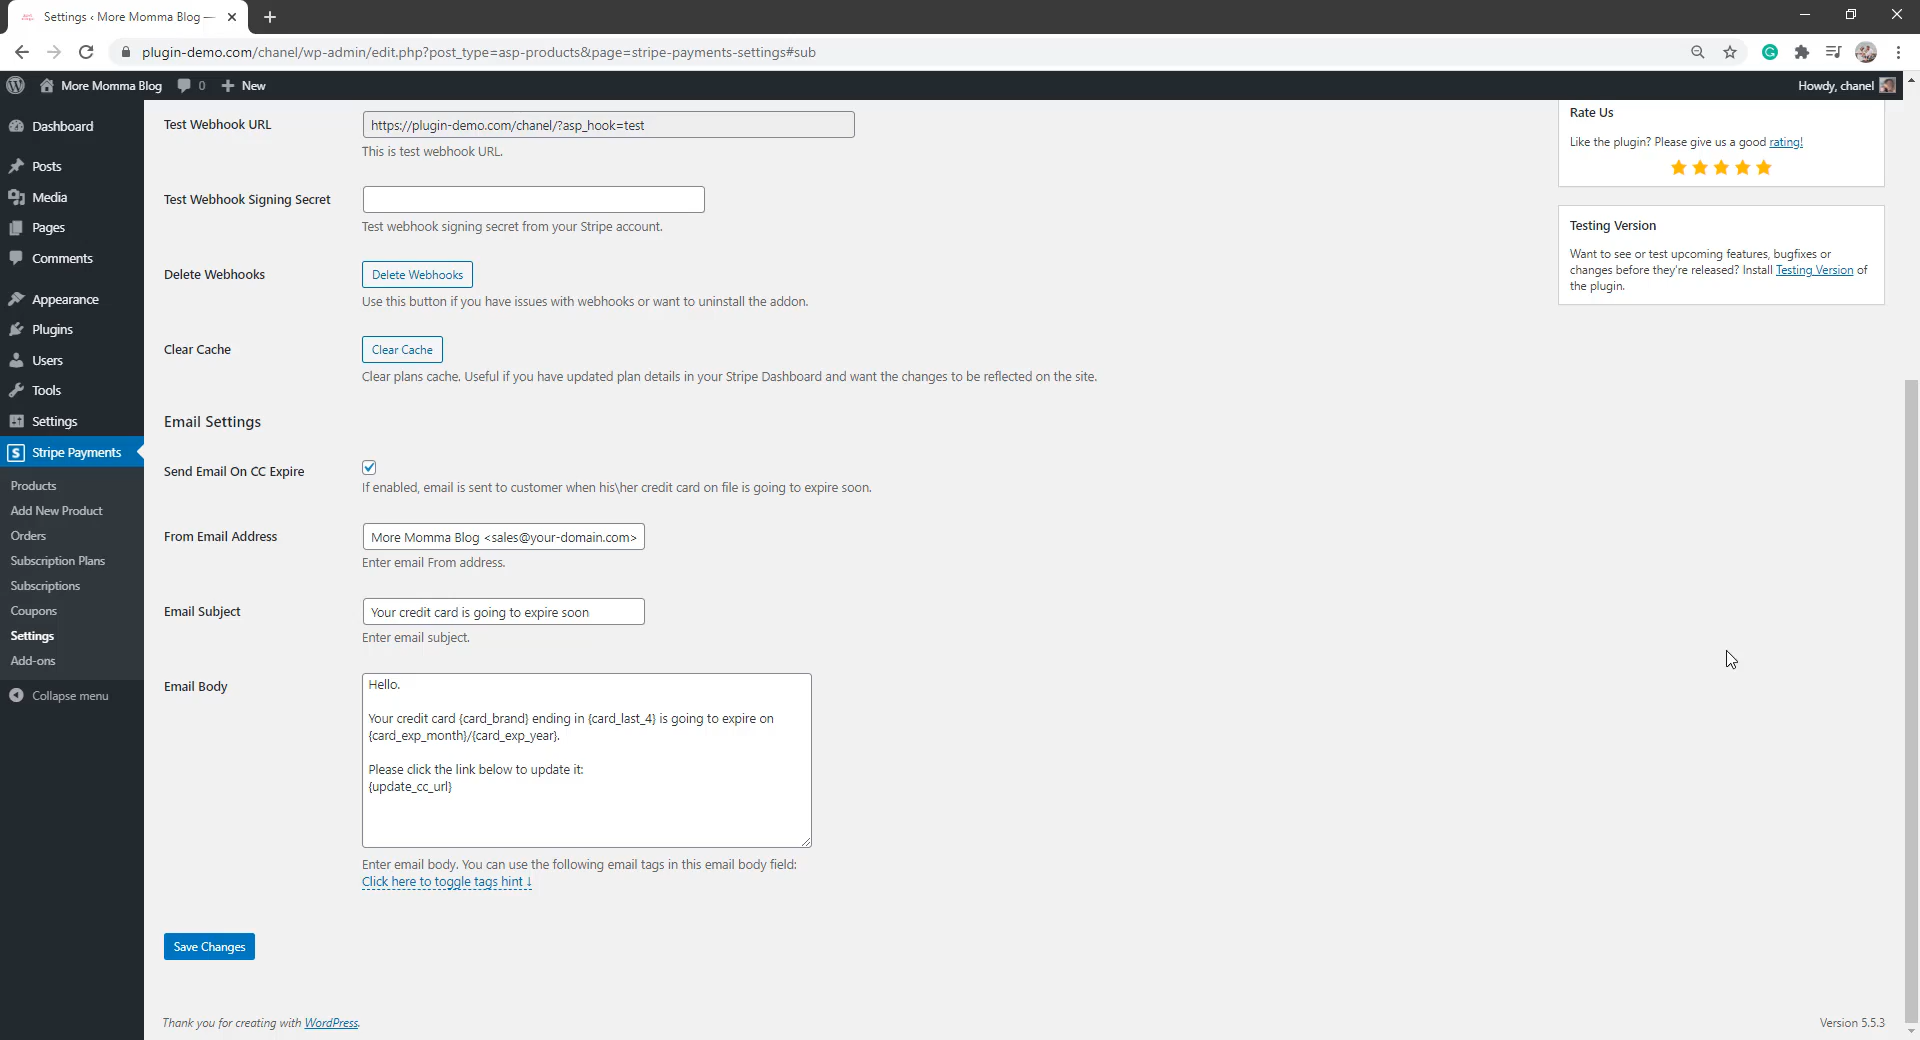 Settings ‹ More Momma Blog —
plugin-demo.com/chanel/wp-admin/edit.php?post_type=asp-products&page=stripe-payments-settings#sub
More Momma Blog
0
New
Howdy, chanel
Dashboard
Posts
Media
Pages
Comments
Appearance
Plugins
Users
Tools
Settings
Stripe Payments
Products
Add New Product
Orders
Subscription Plans
Subscriptions
Coupons
Settings
Add-ons
Collapse menu
Test Webhook URL
https://plugin-demo.com/chanel/?asp_hook=test
This is test webhook URL.
Test Webhook Signing Secret
Test webhook signing secret from your Stripe account.
Delete Webhooks
Delete Webhooks
Use this button if you have issues with webhooks or want to uninstall the addon.
Clear Cache
Clear Cache
Clear plans cache. Useful if you have updated plan details in your Stripe Dashboard and want the changes to be reflected on the site.
Email Settings
Send Email On CC Expire
If enabled, email is sent to customer when his\her credit card on file is going to expire soon.
From Email Address
More Momma Blog <sales@your-domain.com>
Enter email From address.
Email Subject
Your credit card is going to expire soon
Enter email subject.
Email Body
Hello.
Your credit card {card_brand} ending in {card_last_4} is going to expire on
{card_exp_month}/{card_exp_year}.
Please click the link below to update it:
{update_cc_url}
Enter email body. You can use the following email tags in this email body field:
Click here to toggle tags hint ↓
Save Changes
Rate Us
Like the plugin? Please give us a good rating!
Testing Version
Want to see or test upcoming features, bugfixes or
changes before they're released? Install Testing Version of
the plugin.
Thank you for creating with WordPress.
Version 5.5.3